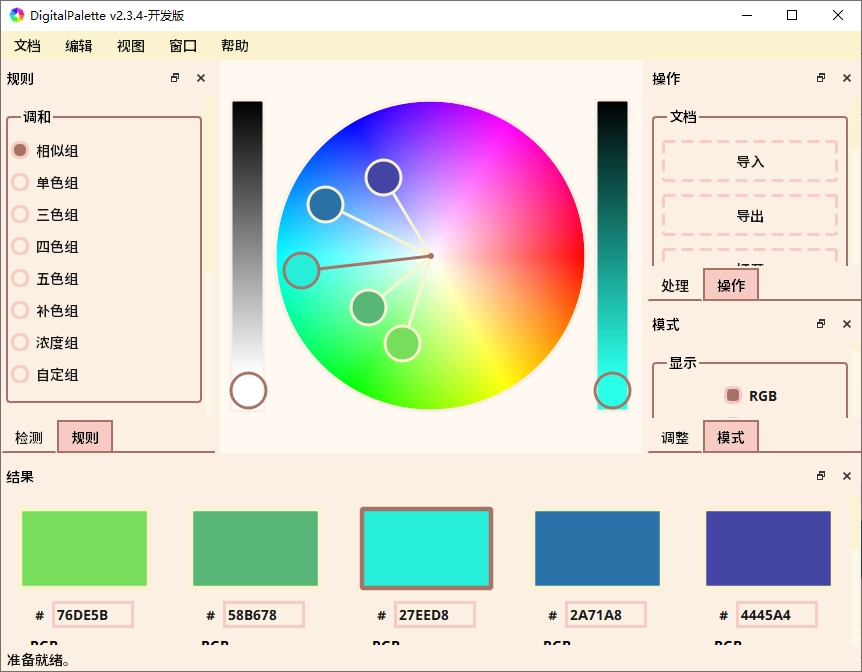 DigitalPalette v2.3.4-开发版
文档 编辑 视图 窗口 帮助
规则
调和
相似组
单色组
三色组
四色组
五色组
补色组
浓度组
自定组
检测 规则
操作
文档
导入
导出
处理 操作
模式
显示
RGB
调整 模式
结果
# 76DE5B # 58B678 # 27EED8 # 2A71A8 # 4445A4
RGB RGB RGB RGB RGB
准备就绪。